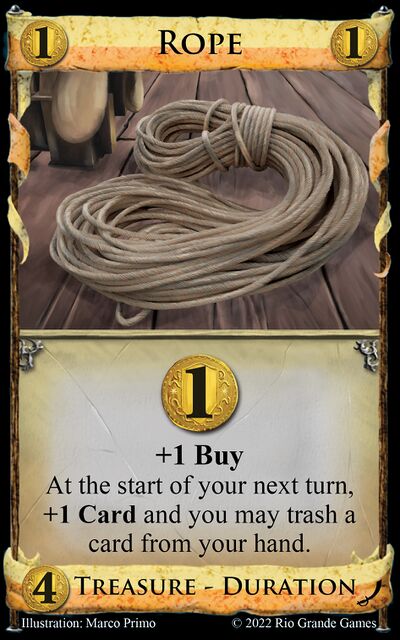 1 ROPE 1
1
+1 Buy
At the start of your next turn,
+1 Card and you may trash a
card from your hand.
4 TREASURE - DURATION
Illustration: Marco Primo © 2022 Rio Grande Games